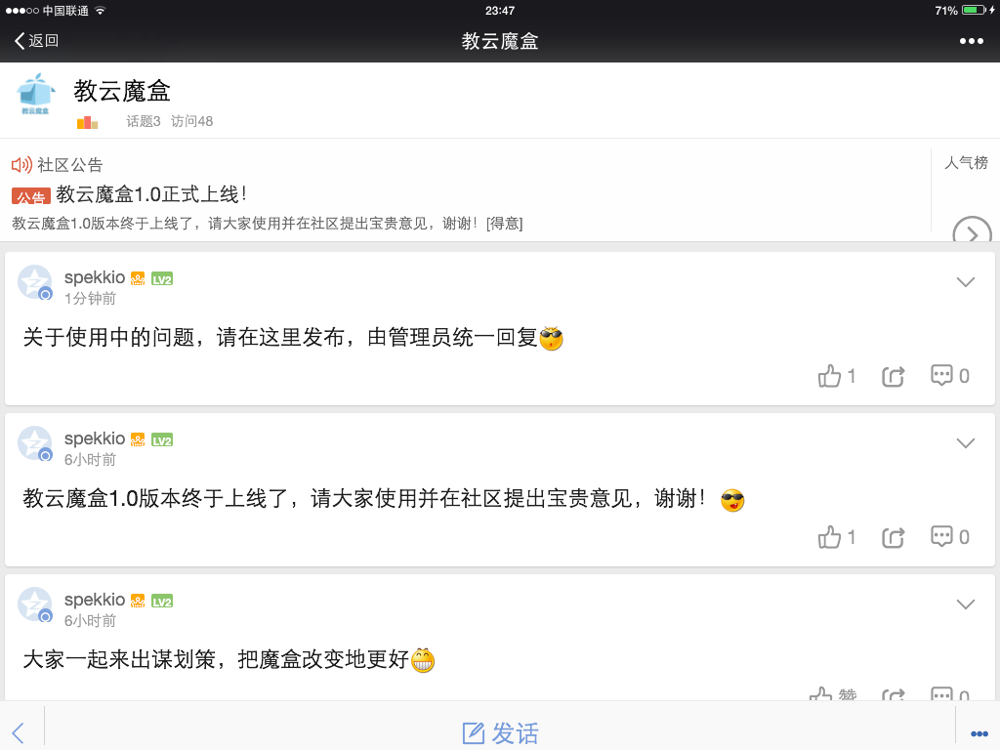 中国联通 23:47 71%
返回 教云魔盒
教云魔盒
教云魔盒
话题3 访问48
社区公告
人气榜
公告 教云魔盒1.0正式上线！
教云魔盒1.0版本终于上线了，请大家使用并在社区提出宝贵意见，谢谢！[得意]
spekkio LV2
1分钟前
关于使用中的问题，请在这里发布，由管理员统一回复
1 0
spekkio LV2
6小时前
教云魔盒1.0版本终于上线了，请大家使用并在社区提出宝贵意见，谢谢！
1 0
spekkio LV2
6小时前
大家一起来出谋划策，把魔盒改变地更好
赞 0
发话